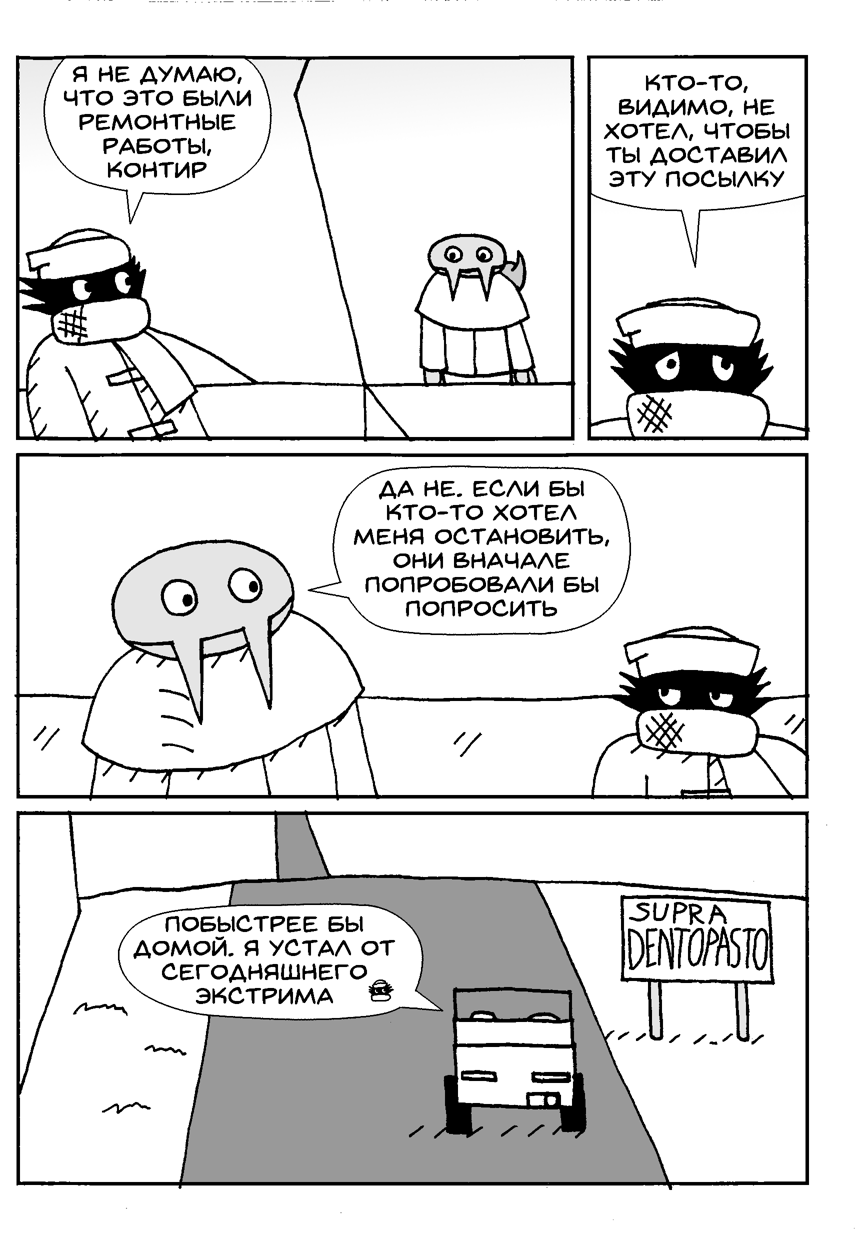 Я НЕ ДУМАЮ,
ЧТО ЭТО БЫЛИ
РЕМОНТНЫЕ
РАБОТЫ,
КОНТИР
КТО-ТО,
ВИДИМО, НЕ
ХОТЕЛ, ЧТОБЫ
ТЫ ДОСТАВИЛ
ЭТУ ПОСЫЛКУ
ДА НЕ. ЕСЛИ БЫ
КТО-ТО ХОТЕЛ
МЕНЯ ОСТАНОВИТЬ,
ОНИ ВНАЧАЛЕ
ПОПРОБОВАЛИ БЫ
ПОПРОСИТЬ
ПОБЫСТРЕЕ БЫ
ДОМОЙ. Я УСТАЛ ОТ
СЕГОДНЯШНЕГО
ЭКСТРИМА
SUPRA
DENTOPASTO